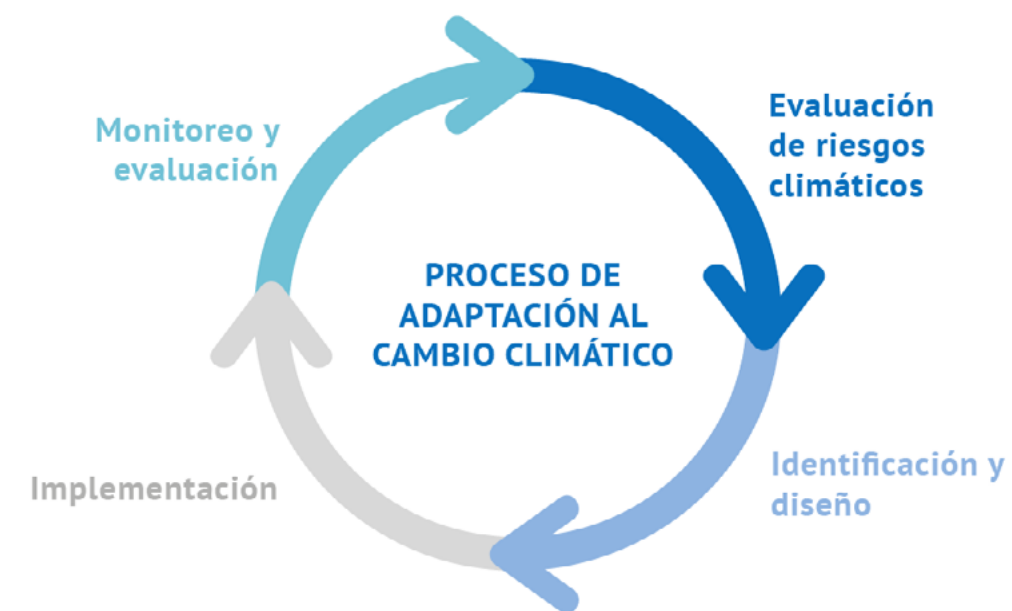 Monitoreo y
evaluación
Evaluación
de riesgos
climáticos
PROCESO DE
ADAPTACIÓN AL
CAMBIO CLIMÁTICO
Implementación
Identificación y
diseño